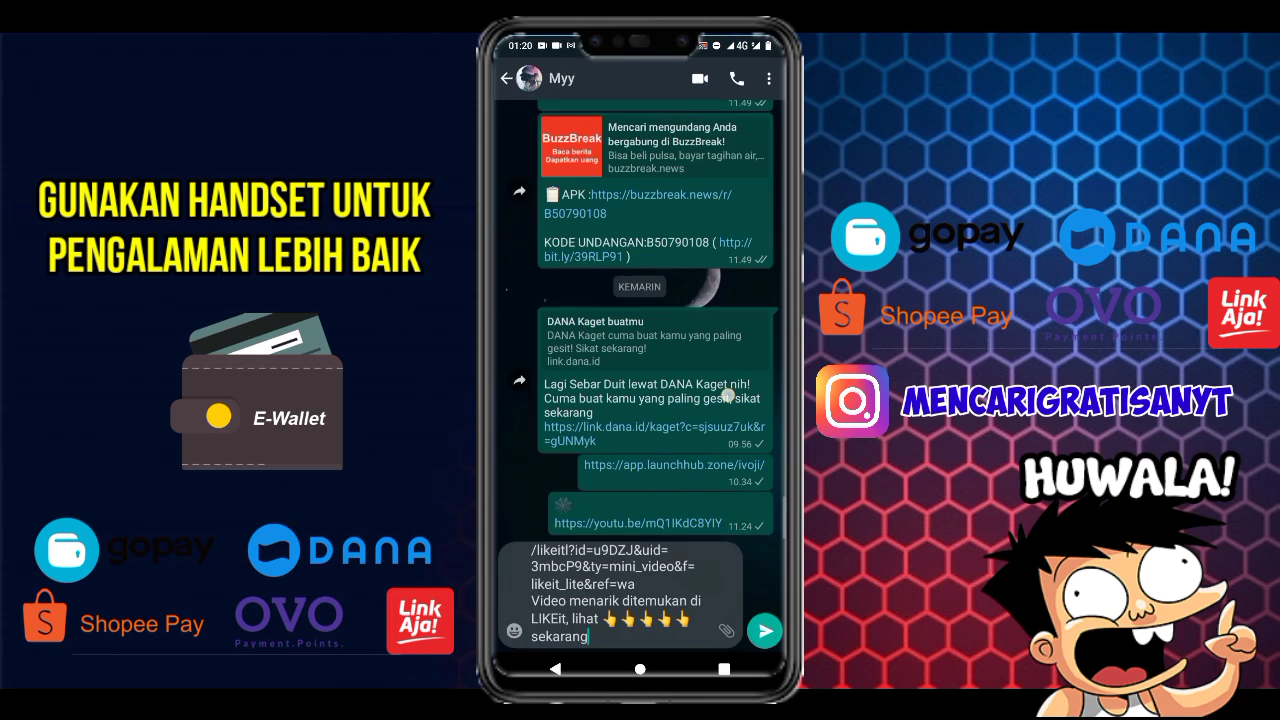 GUNAKAN HANDSET UNTUK
PENGALAMAN LEBIH BAIK
E-Wallet
gopay
DANA
Shopee Pay
OVO
Payment.Points.
Link
Aja!
01:20
4G
Myy
11.49
BuzzBreak
Baca berita
Dapatkan uang
Mencari mengundang Anda
bergabung di BuzzBreak!
Bisa beli pulsa, bayar tagihan air,...
buzzbreak.news
APK :https://buzzbreak.news/r/
B50790108
KODE UNDANGAN:B50790108 ( http://
bit.ly/39RLP91 )
11.49
KEMARIN
DANA Kaget buatmu
DANA Kaget cuma buat kamu yang paling
gesit! Sikat sekarang!
link.dana.id
Lagi Sebar Duit lewat DANA Kaget nih!
Cuma buat kamu yang paling gesit, sikat
sekarang
https://link.dana.id/kaget?c=sjsuuz7uk&r
=gUNMyk
09.56
https://app.launchhub.zone/ivoji/
10.34
https://youtu.be/mQ1IKdC8YIY
11.24
/likeitl?id=u9DZJ&uid=
3mbcP9&ty=mini_video&f=
likeit_lite&ref=wa
Video menarik ditemukan di
LIKEit, lihat 👆👆👆👆👆
sekarang
gopay
DANA
Shopee Pay
OVO
Payment.Points.
Link
Aja!
MENCARIGRATISANYT
HUWALA!